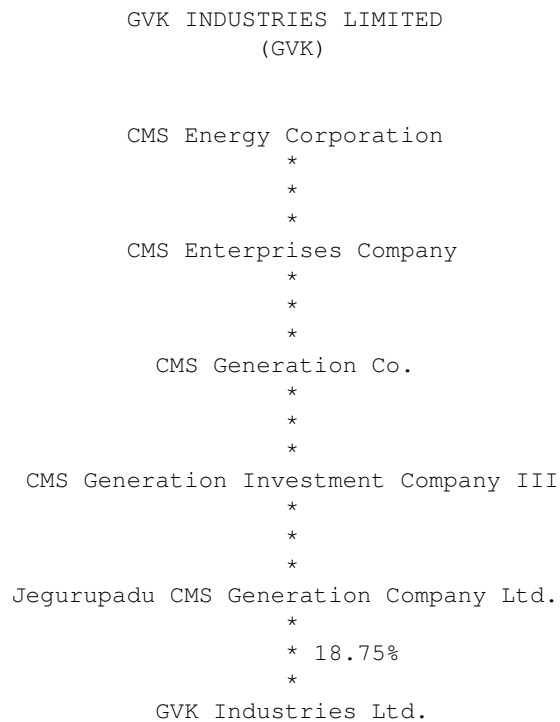 GVK INDUSTRIES LIMITED
(GVK)
CMS Energy Corporation
*
*
*
CMS Enterprises Company
*
*
*
CMS Generation Co.
*
*
*
CMS Generation Investment Company III
*
*
*
Jegurupadu CMS Generation Company Ltd.
*
* 18.75%
*
GVK Industries Ltd.